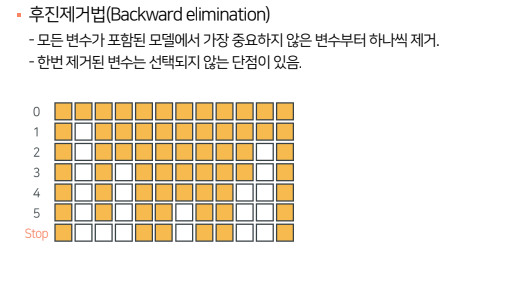 ▪ 후진제거법(Backward elimination)
- 모든 변수가 포함된 모델에서 가장 중요하지 않은 변수부터 하나씩 제거.
- 한번 제거된 변수는 선택되지 않는 단점이 있음.
0
1
2
3
4
5
Stop